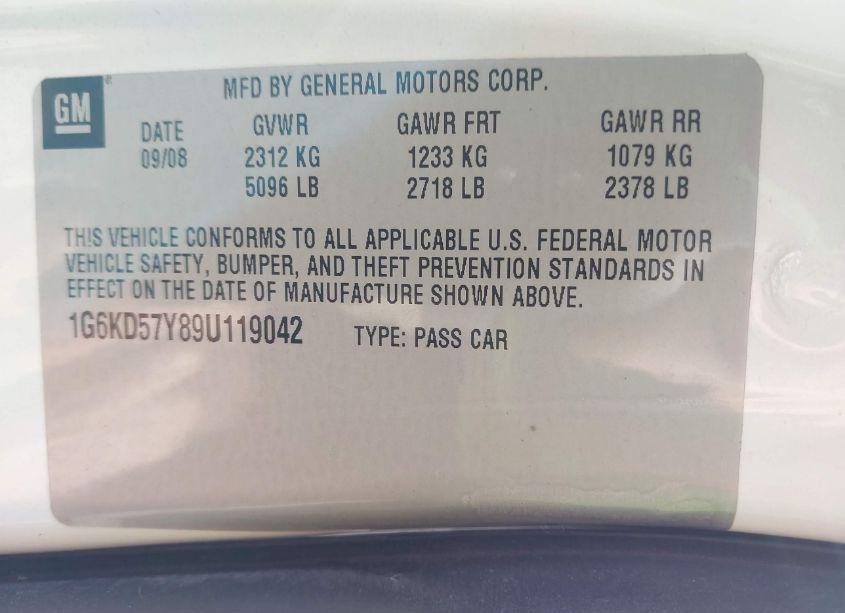 GM
MFD BY GENERAL MOTORS CORP.
DATE GVWR GAWR FRT GAWR RR
09/08 2312 KG 1233 KG 1079 KG
5096 LB 2718 LB 2378 LB
THIS VEHICLE CONFORMS TO ALL APPLICABLE U.S. FEDERAL MOTOR
VEHICLE SAFETY, BUMPER, AND THEFT PREVENTION STANDARDS IN
EFFECT ON THE DATE OF MANUFACTURE SHOWN ABOVE.
1G6KD57Y89U119042 TYPE: PASS CAR